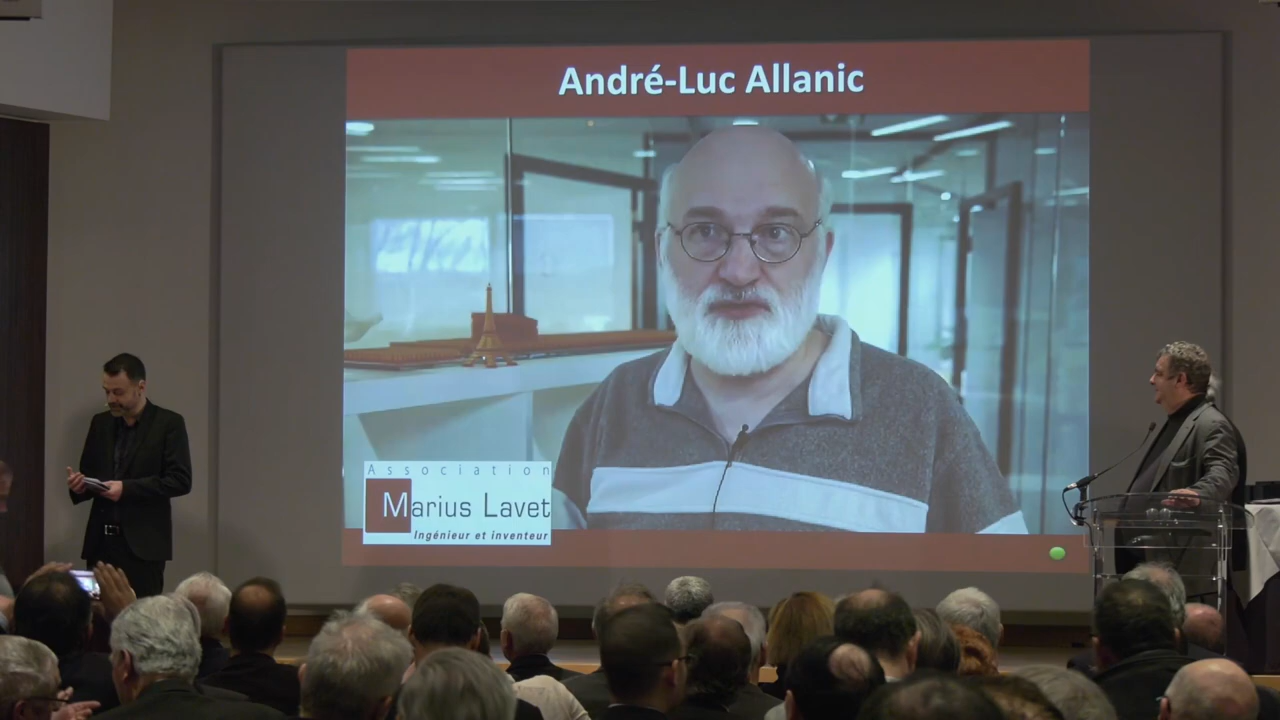 André-Luc Allanic
Association
Marius Lavet
Ingénieur et inventeur